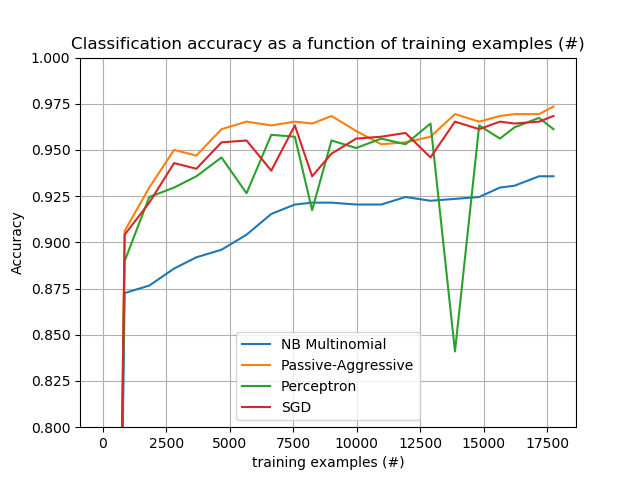 Classification accuracy as a function of training examples (#)
1.000
0.975
0.950
0.925
0.900
0.875
0.850
0.825
0.800
Accuracy
NB Multinomial
Passive-Aggressive
Perceptron
SGD
0 2500 5000 7500 10000 12500 15000 17500
training examples (#)